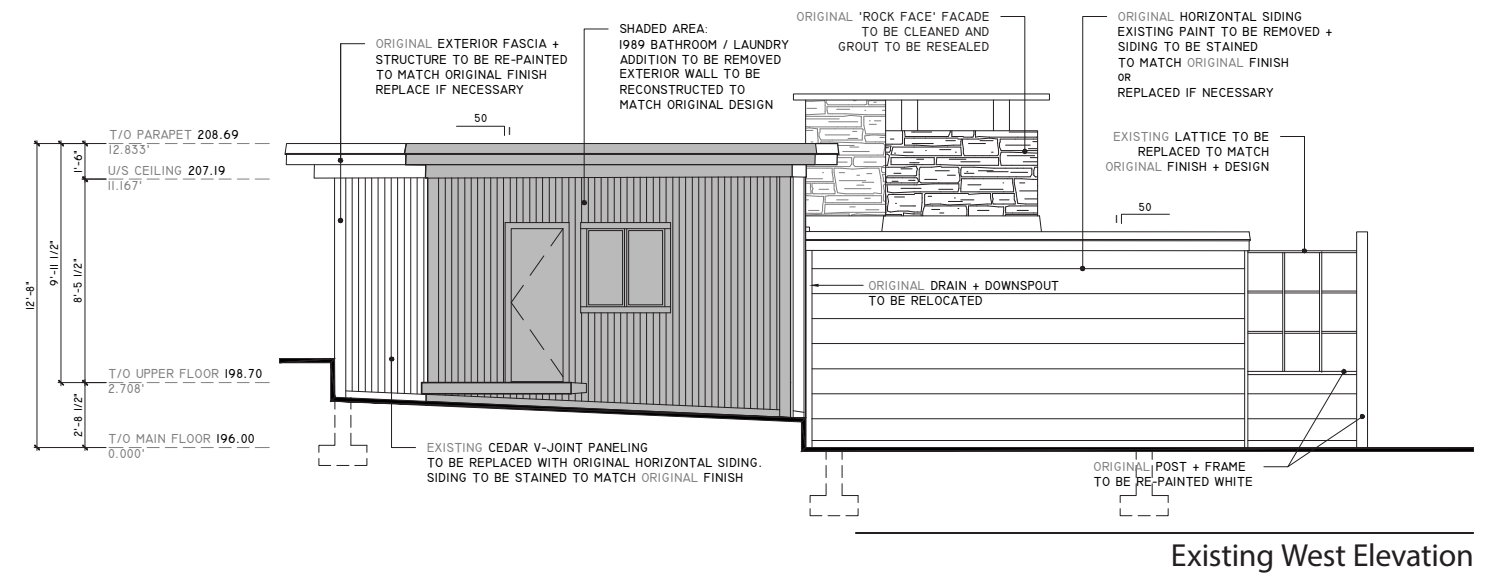 ORIGINAL EXTERIOR FASCIA +
STRUCTURE TO BE RE-PAINTED
TO MATCH ORIGINAL FINISH
REPLACE IF NECESSARY
SHADED AREA:
1989 BATHROOM / LAUNDRY
ADDITION TO BE REMOVED
EXTERIOR WALL TO BE
RECONSTRUCTED TO
MATCH ORIGINAL DESIGN
ORIGINAL 'ROCK FACE' FACADE
TO BE CLEANED AND
GROUT TO BE RESEALED
ORIGINAL HORIZONTAL SIDING
EXISTING PAINT TO BE REMOVED +
SIDING TO BE STAINED
TO MATCH ORIGINAL FINISH
OR
REPLACED IF NECESSARY
EXISTING LATTICE TO BE
REPLACED TO MATCH
ORIGINAL FINISH + DESIGN
50
1
50
1
T/O PARAPET 208.69
12.833'
U/S CEILING 207.19
11.167'
T/O UPPER FLOOR 198.70
2.708'
T/O MAIN FLOOR 196.00
0.000'
12'-8"
9'-11 1/2"
1'-6"
8'-5 1/2"
2'-8 1/2"
ORIGINAL DRAIN + DOWNSPOUT
TO BE RELOCATED
EXISTING CEDAR V-JOINT PANELING
TO BE REPLACED WITH ORIGINAL HORIZONTAL SIDING.
SIDING TO BE STAINED TO MATCH ORIGINAL FINISH
ORIGINAL POST + FRAME
TO BE RE-PAINTED WHITE
Existing West Elevation